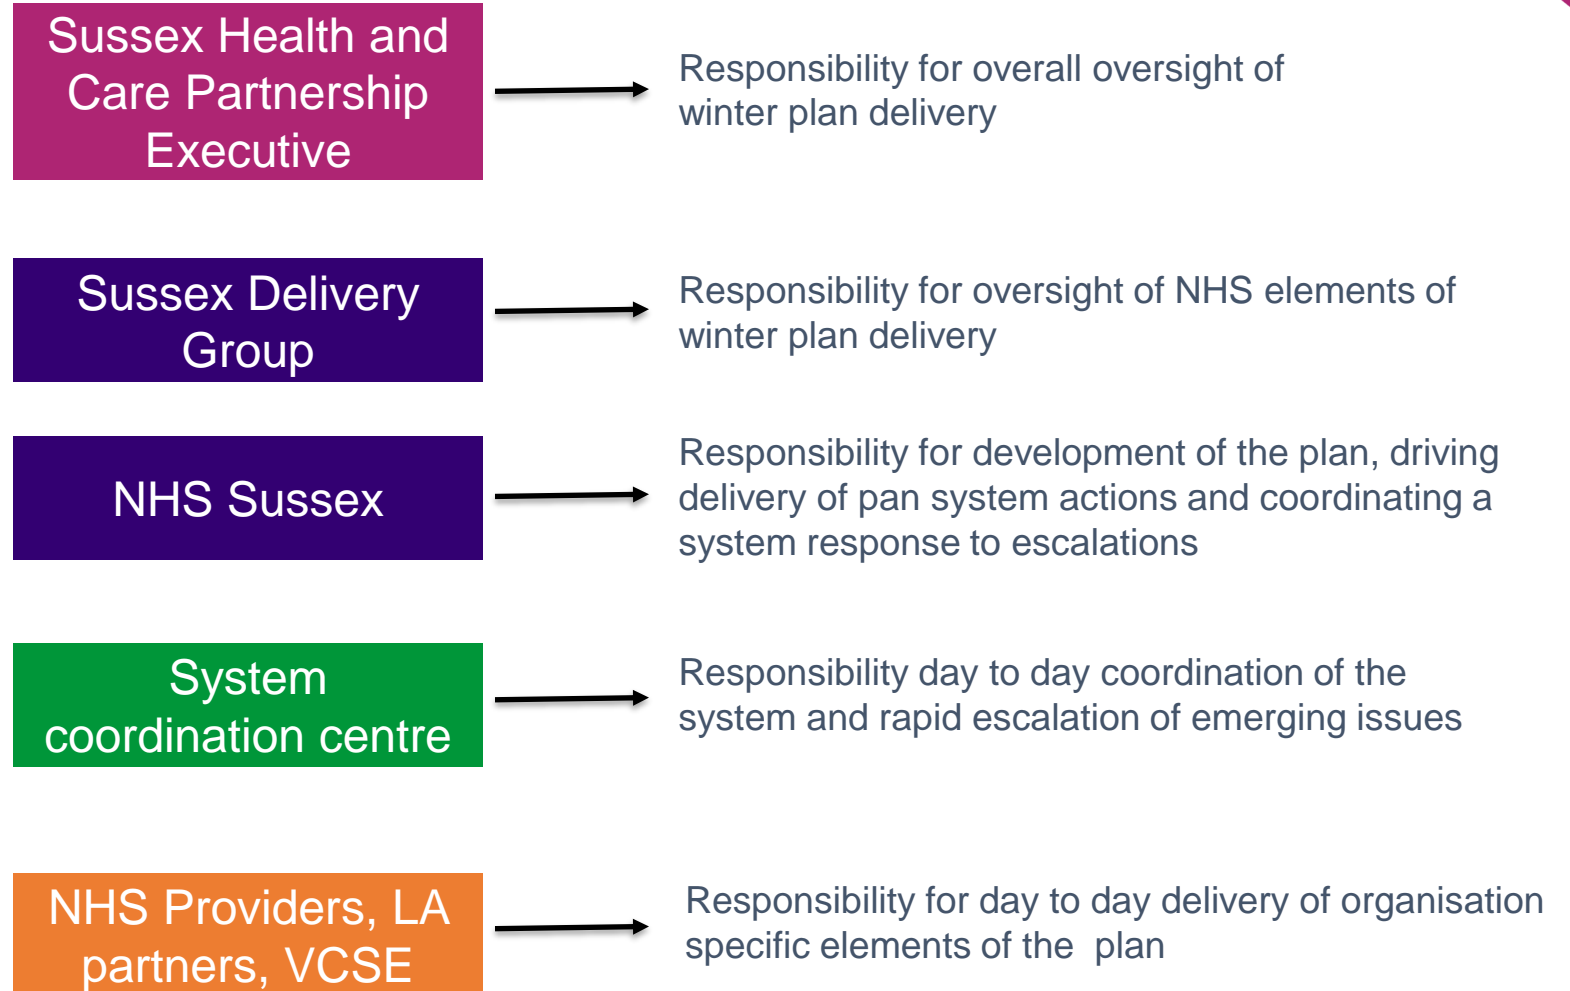 Sussex Health and
Care Partnership
Executive
Responsibility for overall oversight of
winter plan delivery
Sussex Delivery
Group
Responsibility for oversight of NHS elements of
winter plan delivery
NHS Sussex
Responsibility for development of the plan, driving
delivery of pan system actions and coordinating a
system response to escalations
System
coordination centre
Responsibility day to day coordination of the
system and rapid escalation of emerging issues
NHS Providers, LA
partners, VCSE
Responsibility for day to day delivery of organisation
specific elements of the  plan